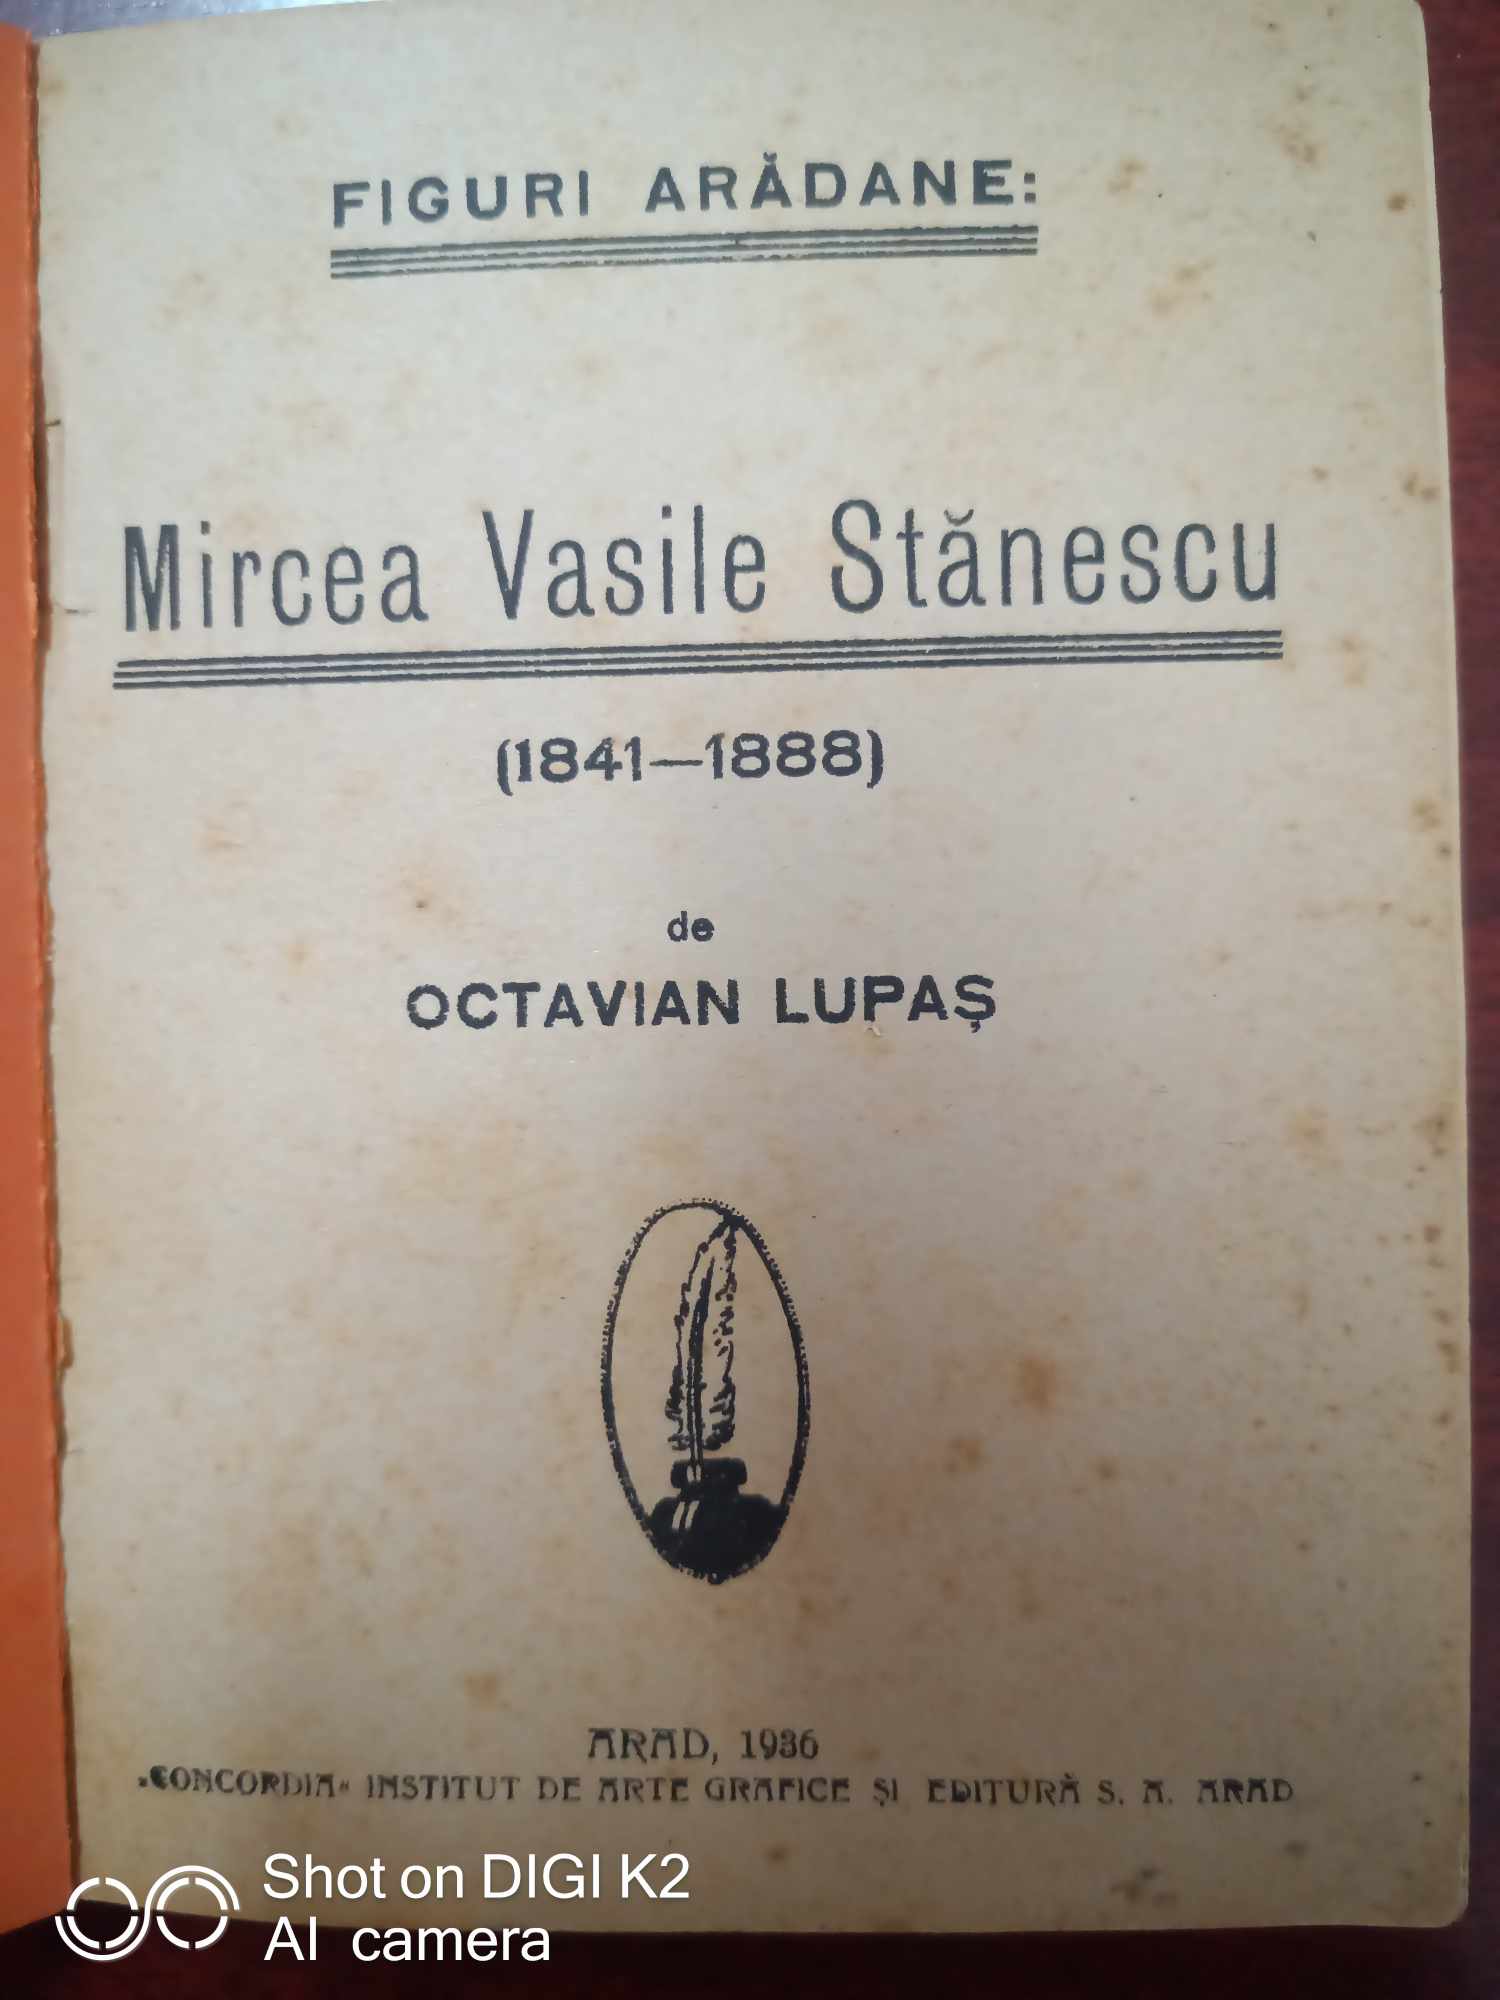 FIGURI ARĂDANE:
Mircea Vasile Stănescu
(1841—1888)
de
OCTAVIAN LUPAȘ
ARAD, 1936
„CONCORDIA“ INSTITUT DE ARTE GRAFICE ȘI EDITURĂ S. A. ARAD
Shot on DIGI K2
AI camera